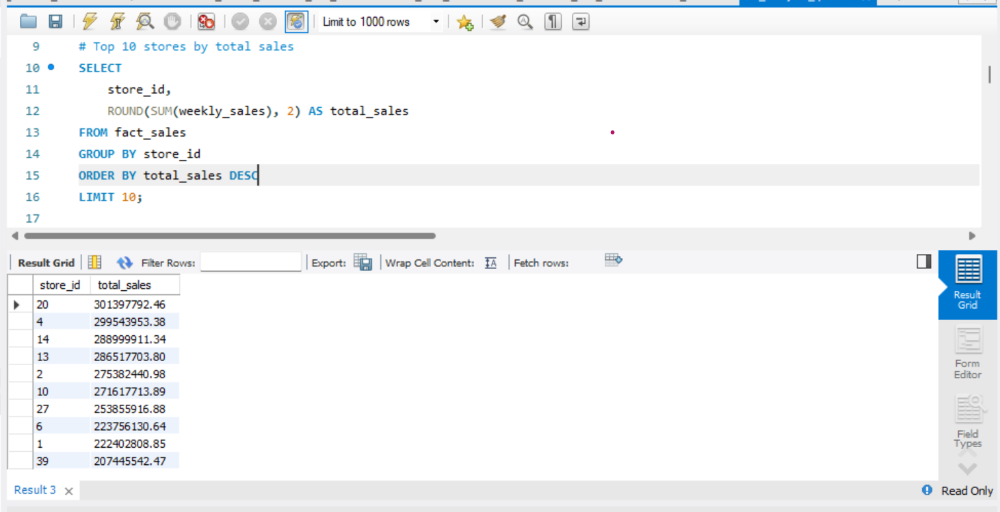 Limit to 1000 rows
9 # Top 10 stores by total sales
10 SELECT
11 store_id,
12 ROUND(SUM(weekly_sales), 2) AS total_sales
13 FROM fact_sales
14 GROUP BY store_id
15 ORDER BY total_sales DESC
16 LIMIT 10;
17
Result Grid Filter Rows: Export: Wrap Cell Content: IA Fetch rows:
store_id total_sales
20 301397792.46
4 299543953.38
14 288999911.34
13 286517703.80
2 275382440.98
10 271617713.89
27 253855916.88
6 223756130.64
1 222402808.85
39 207445542.47
Result
Grid
Form
Editor
Field
Types
Result 3 Read Only